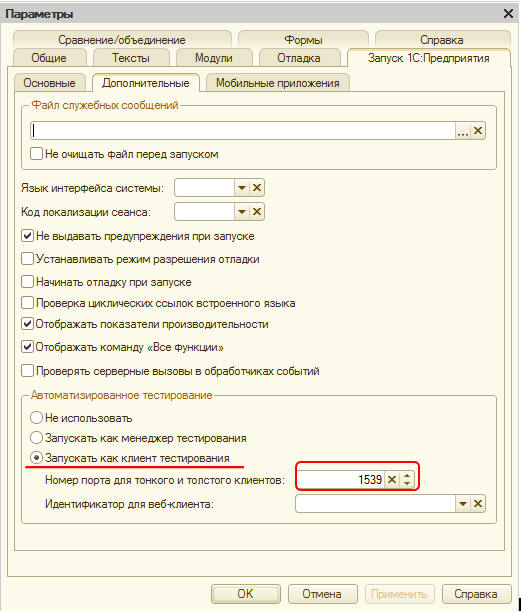 Параметры
Сравнение/объединение Формы Справка
Общие Тексты Модули Отладка Запуск 1С:Предприятия
Основные Дополнительные Мобильные приложения
Файл служебных сообщений
Не очищать файл перед запуском
Язык интерфейса системы:
Код локализации сеанса:
Не выдавать предупреждения при запуске
Устанавливать режим разрешения отладки
Начинать отладку при запуске
Проверка циклических ссылок встроенного языка
Отображать показатели производительности
Отображать команду «Все функции»
Проверять серверные вызовы в обработчиках событий
Автоматизированное тестирование
Не использовать
Запускать как менеджер тестирования
Запускать как клиент тестирования
Номер порта для тонкого и толстого клиентов: 1539
Идентификатор для веб-клиента:
OK Отмена Применить Справка